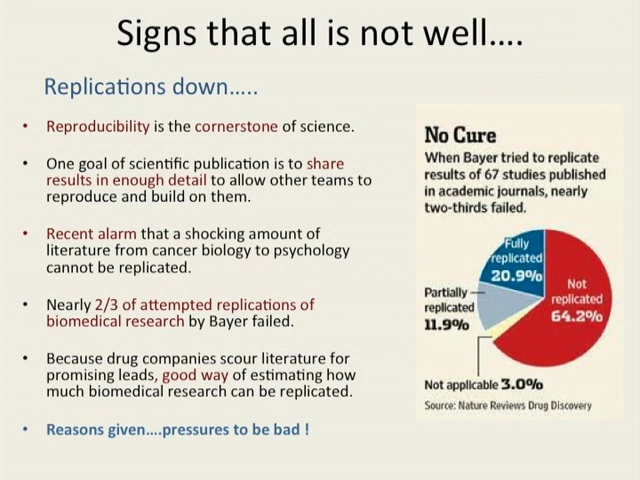 Signs that all is not well....
Replications down.....
• Reproducibility is the cornerstone of science.
• One goal of scientific publication is to share
results in enough detail to allow other teams to
reproduce and build on them.
• Recent alarm that a shocking amount of
literature from cancer biology to psychology
cannot be replicated.
• Nearly 2/3 of attempted replications of
biomedical research by Bayer failed.
• Because drug companies scour literature for
promising leads, good way of estimating how
much biomedical research can be replicated.
• Reasons given....pressures to be bad !
No Cure
When Bayer tried to replicate
results of 67 studies published
in academic journals, nearly
two-thirds failed.
Fully
replicated
20.9%
Not
replicated
64.2%
Partially
replicated
11.9%
Not applicable 3.0%
Source: Nature Reviews Drug Discovery